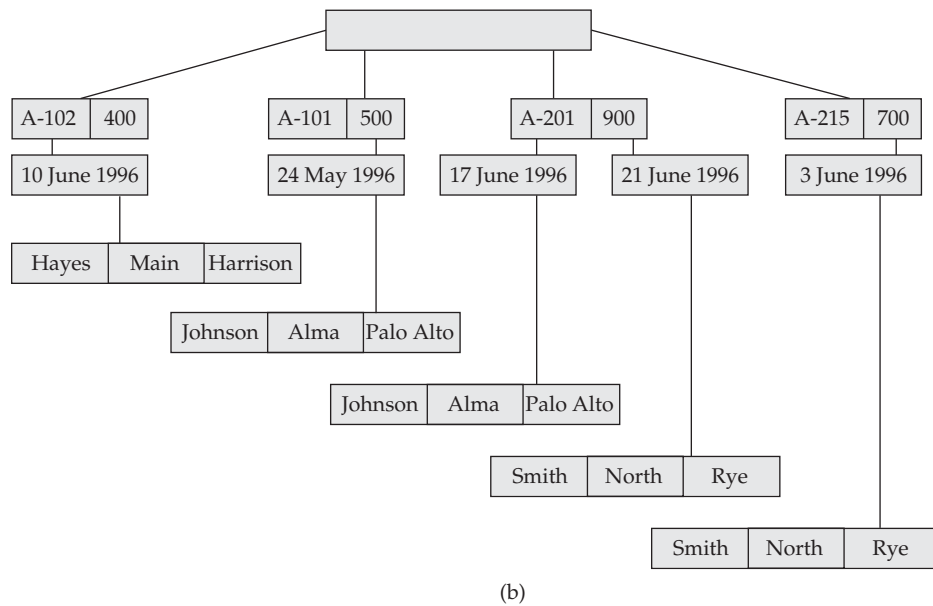 A-102 400 A-101 500 A-201 900 A-215 700
10 June 1996 24 May 1996 17 June 1996 21 June 1996 3 June 1996
Hayes Main Harrison
Johnson Alma Palo Alto
Johnson Alma Palo Alto
Smith North Rye
Smith North Rye
(b)